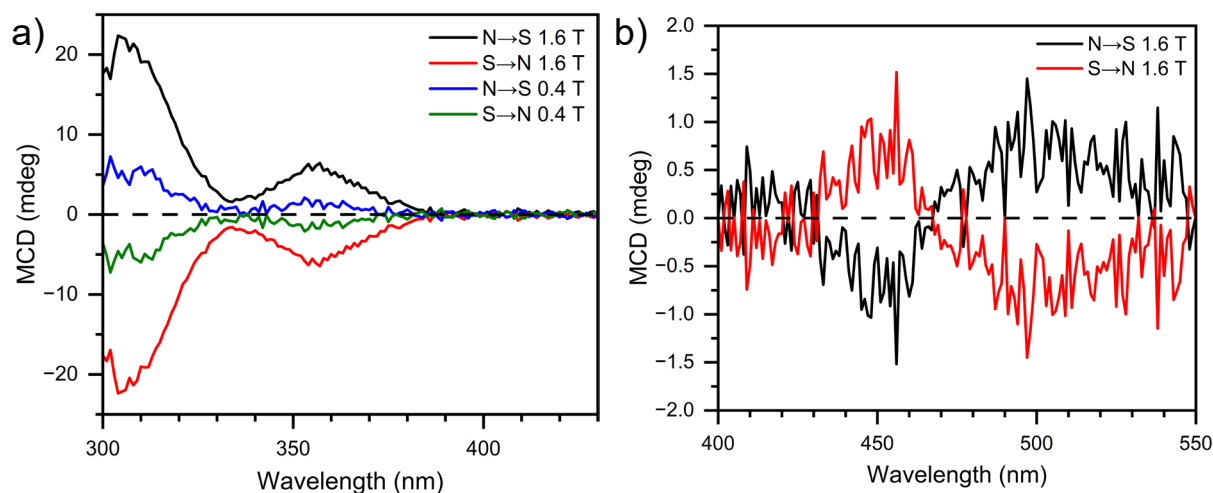 a)
N→S 1.6 T
S→N 1.6 T
N→S 0.4 T
S→N 0.4 T
20
10
0
−10
−20
MCD (mdeg)
300
350
400
Wavelength (nm)
b)
N→S 1.6 T
S→N 1.6 T
2.0
1.5
1.0
0.5
0.0
−0.5
−1.0
−1.5
−2.0
MCD (mdeg)
400
450
500
550
Wavelength (nm)